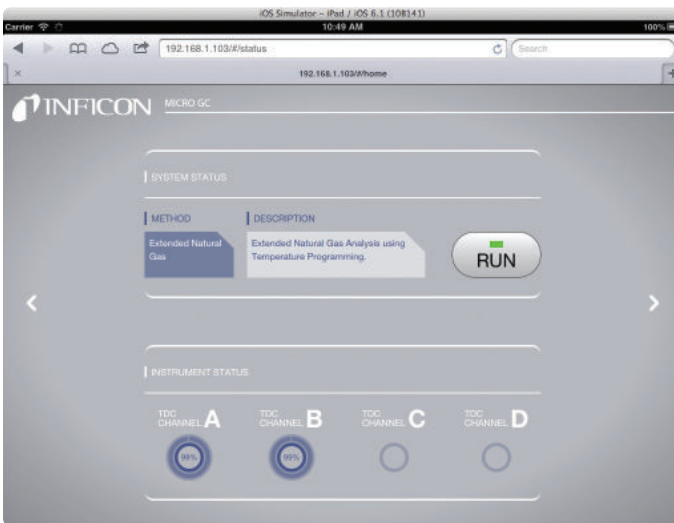 iOS Simulator – iPad / iOS 6.1 (10B141)
Carrier 10:49 AM 100%
192.168.1.103/#/status Search
192.168.1.103/#/home
INFICON MICRO GC
SYSTEM STATUS
METHOD DESCRIPTION
Extended Natural Extended Natural Gas Analysis using
Gas Temperature Programming.
RUN
INSTRUMENT STATUS
TDC TDC TDC TDC
CHANNEL A CHANNEL B CHANNEL C CHANNEL D
99% 99%